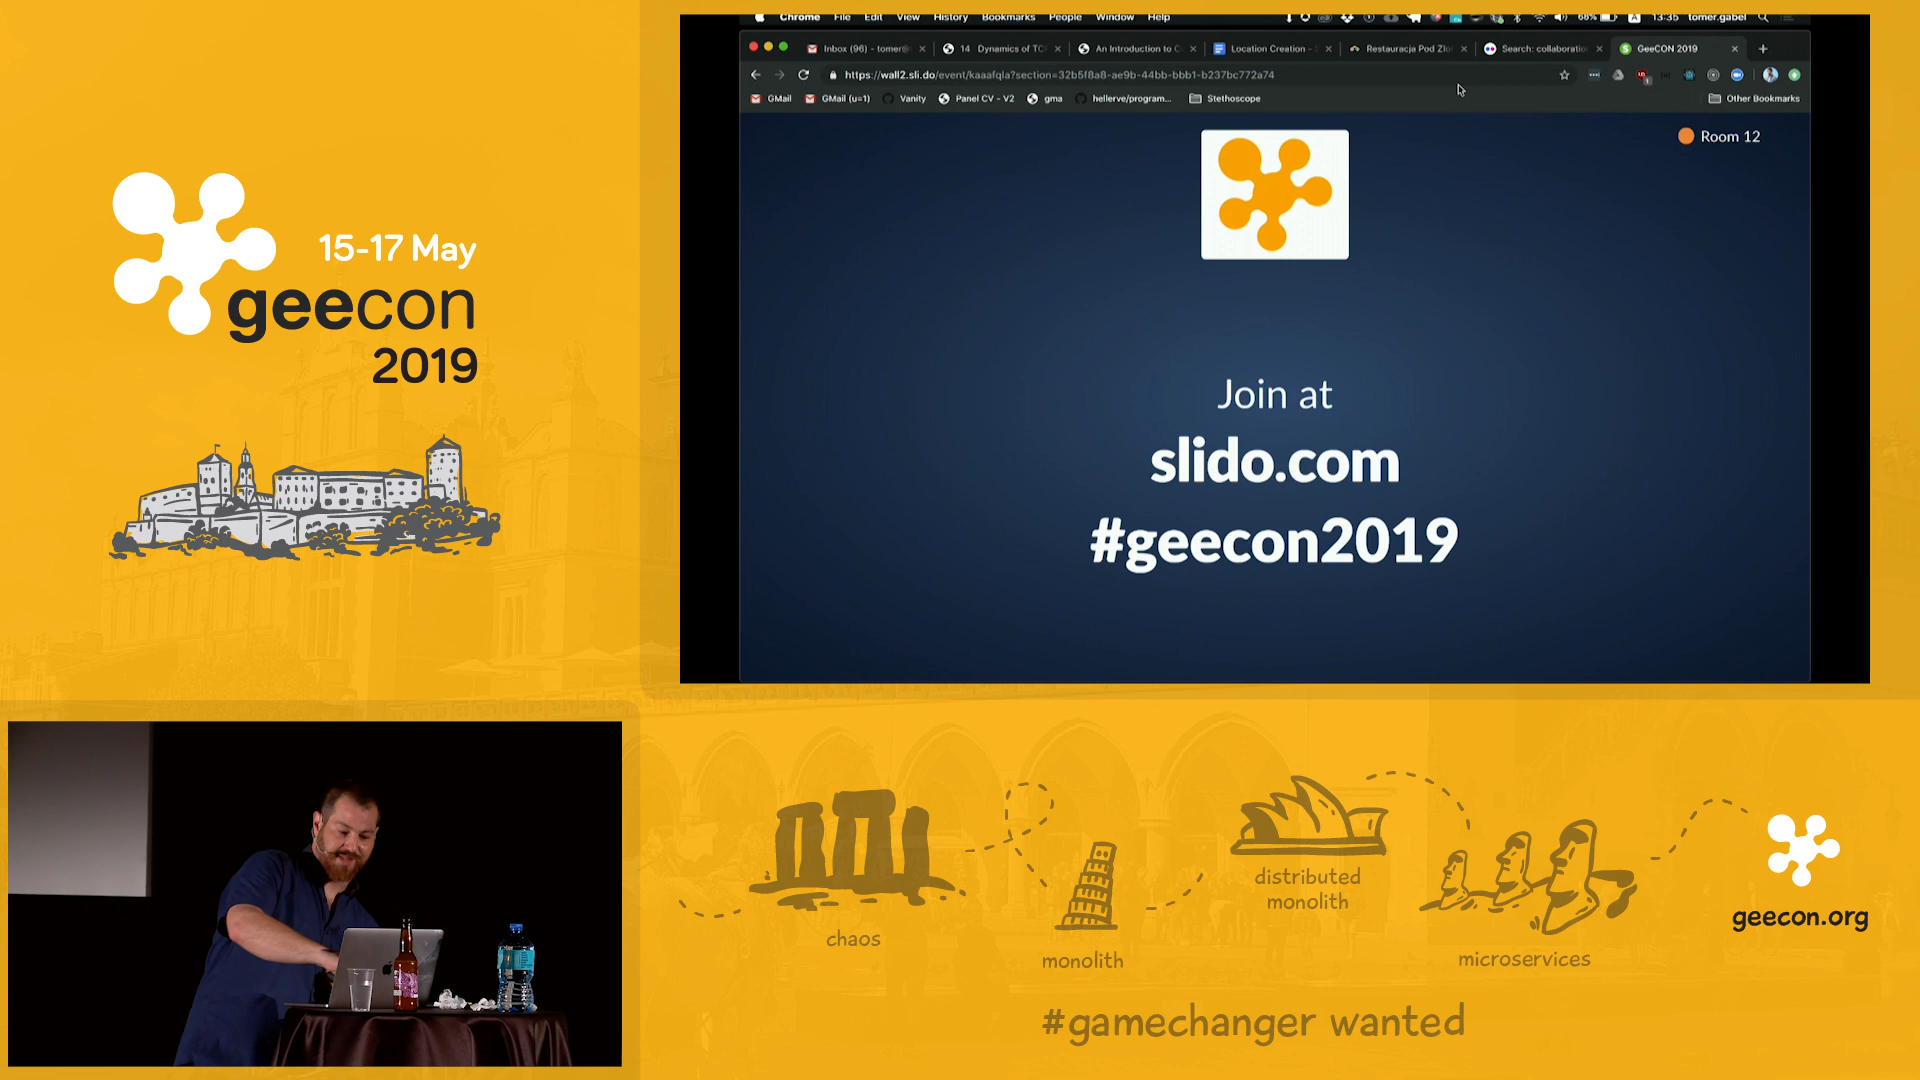 15-17 May
geecon
2019
Chrome File Edit View History Bookmarks People Window Help
68% A 13:35 tomer.gabel
Inbox (96) - tomer@
14 Dynamics of TC
An Introduction to C
Location Creation -
Restauracja Pod Zło
Search: collaboratio
GeeCON 2019
https://wall2.sli.do/event/kaaafqla?section=32b5f8a8-ae9b-44bb-bbb1-b237bc772a74
GMail
GMail (u=1)
Vanity
Panel CV - V2
gma
hellerve/program...
Stethoscope
Other Bookmarks
Room 12
Join at
slido.com
#geecon2019
chaos
monolith
distributed
monolith
microservices
geecon.org
#gamechanger wanted